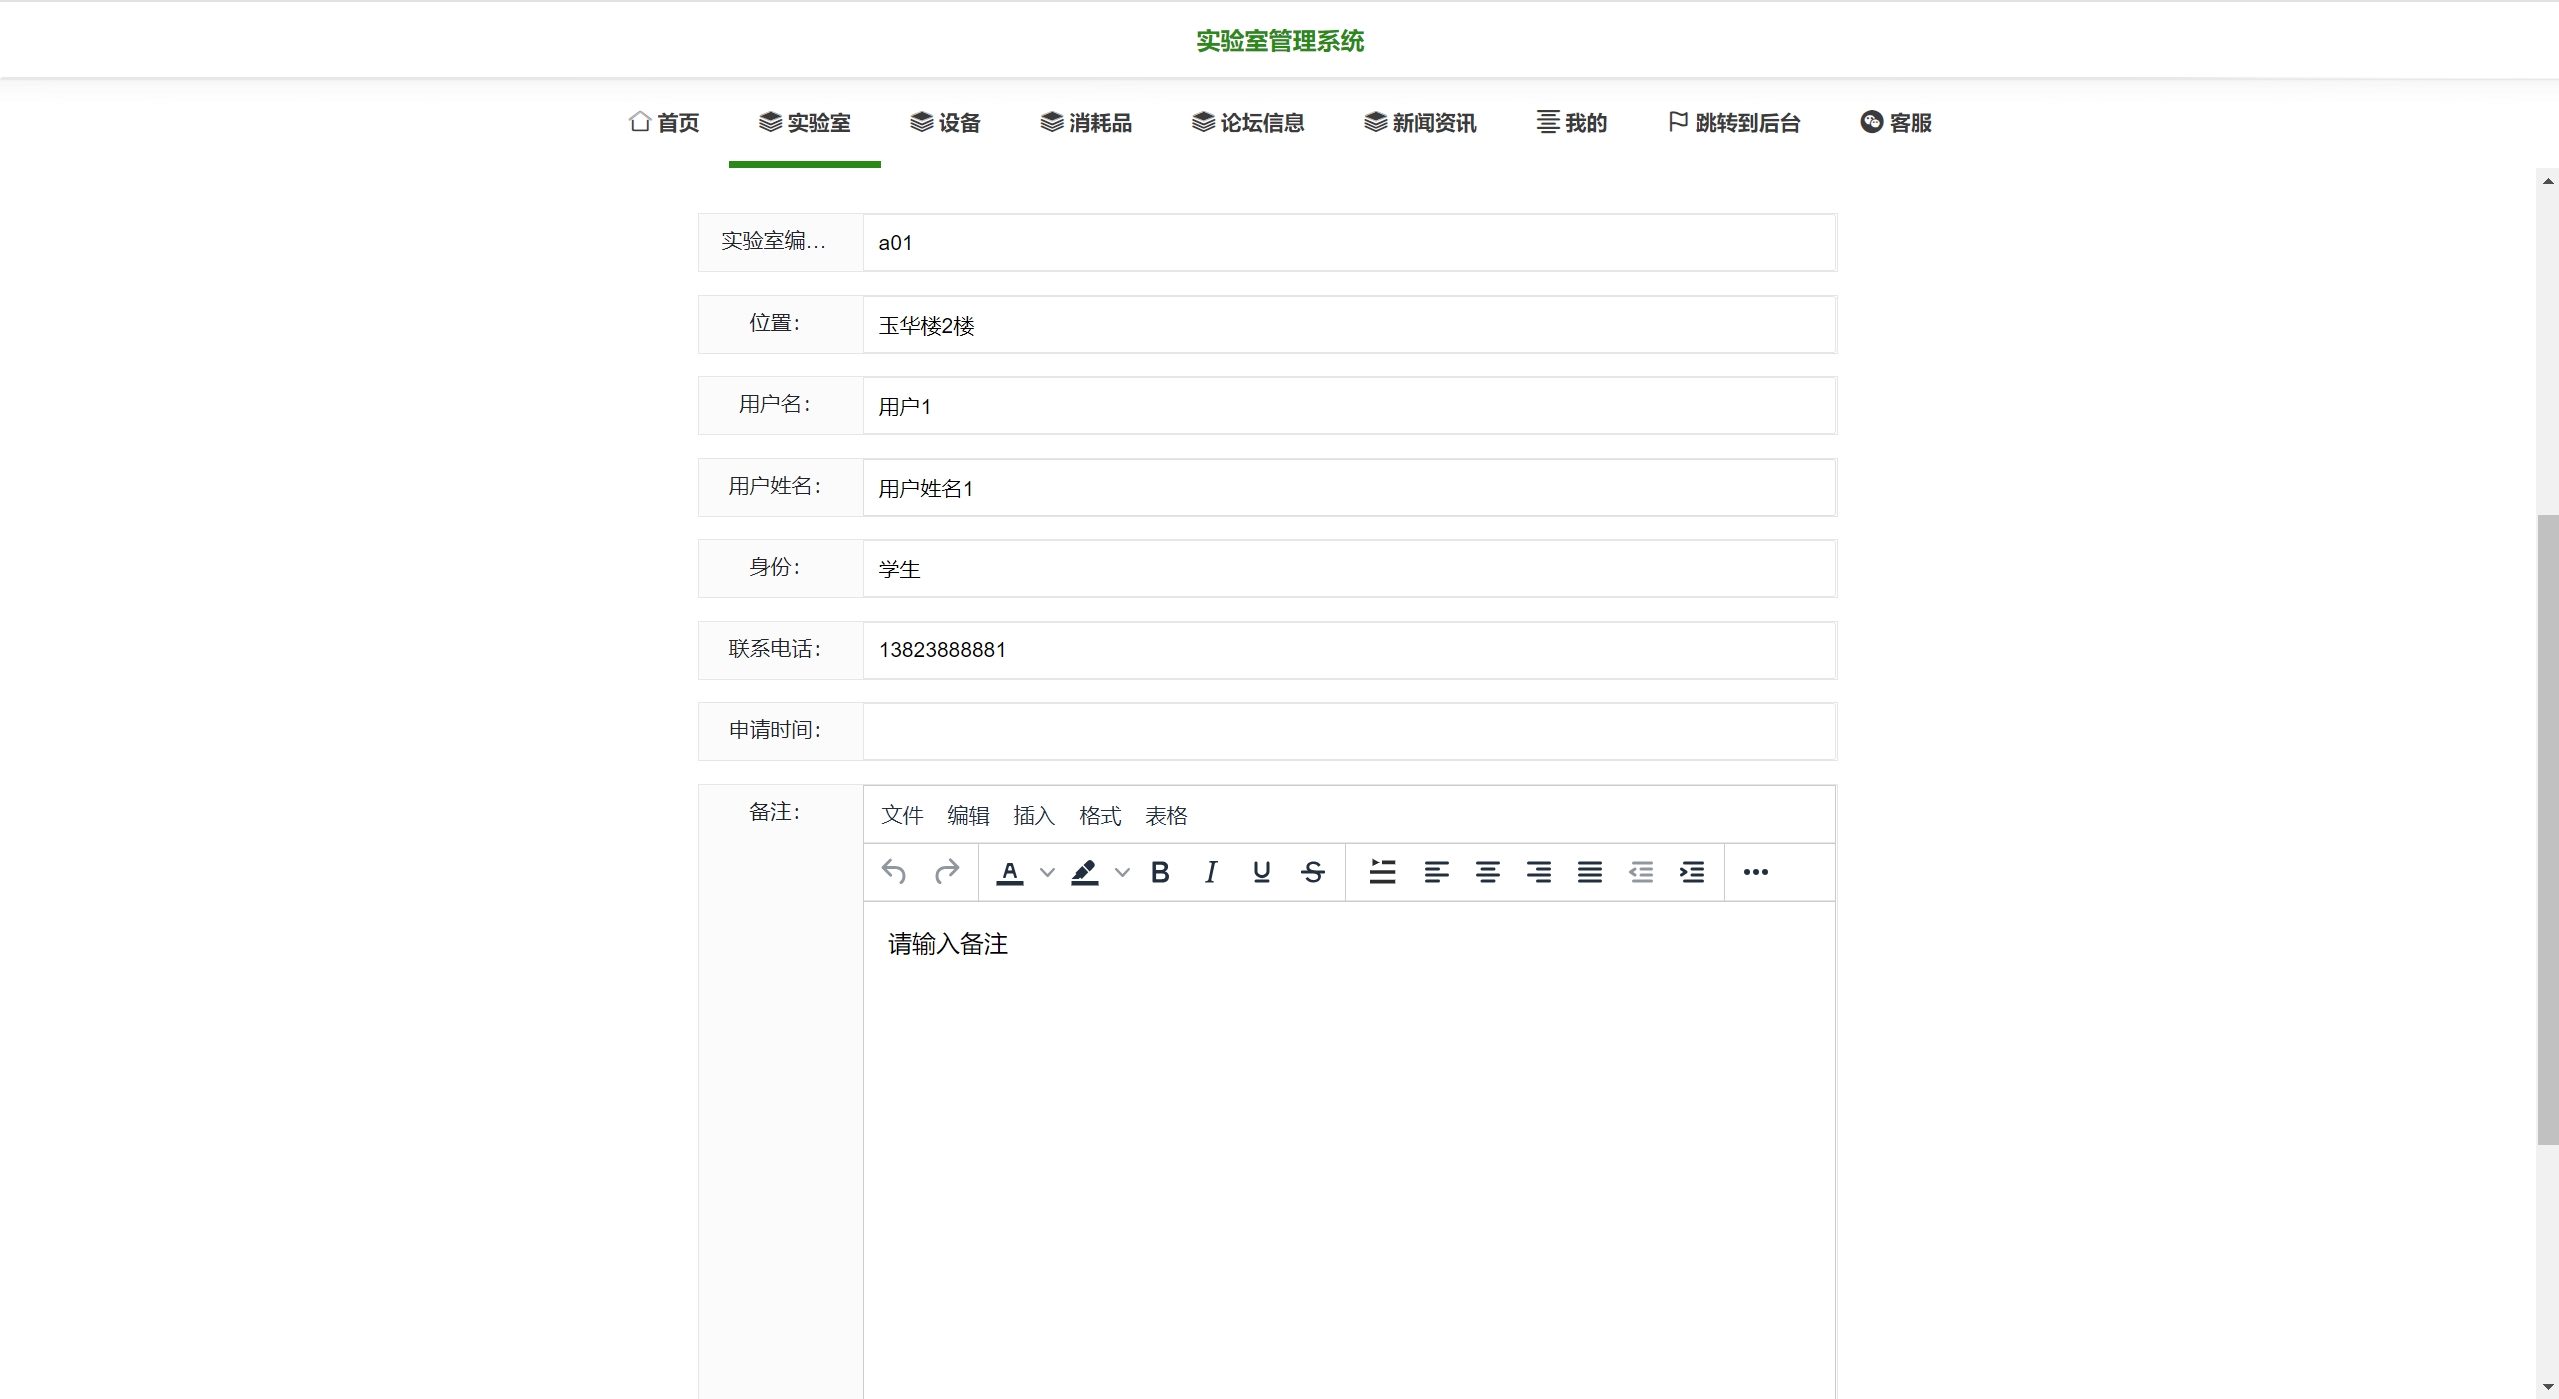 实验室管理系统
首页 实验室 设备 消耗品 论坛信息 新闻资讯 我的 跳转到后台 客服
实验室编... a01
位置: 玉华楼2楼
用户名: 用户1
用户姓名: 用户姓名1
身份: 学生
联系电话: 13823888881
申请时间:
备注: 文件 编辑 插入 格式 表格
请输入备注